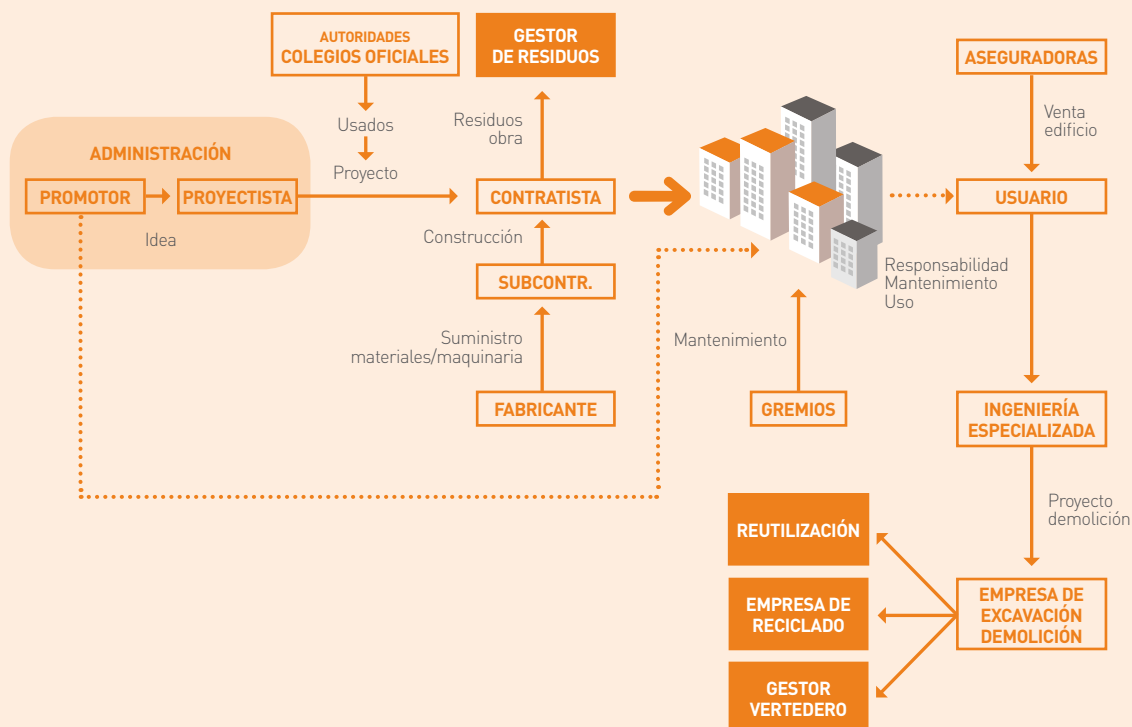 AUTORIDADES
COLEGIOS OFICIALES
GESTOR
DE RESIDUOS
ASEGURADORAS
Usados
Residuos
obra
Venta
edificio
ADMINISTRACIÓN
Proyecto
PROMOTOR
PROYECTISTA
CONTRATISTA
USUARIO
Idea
Construcción
SUBCONTR.
Responsabilidad
Mantenimiento
Uso
Suministro
materiales/maquinaria
Mantenimiento
FABRICANTE
GREMIOS
INGENIERÍA
ESPECIALIZADA
Proyecto
demolición
REUTILIZACIÓN
EMPRESA DE
RECICLADO
EMPRESA DE
EXCAVACIÓN
DEMOLICIÓN
GESTOR
VERTEDERO